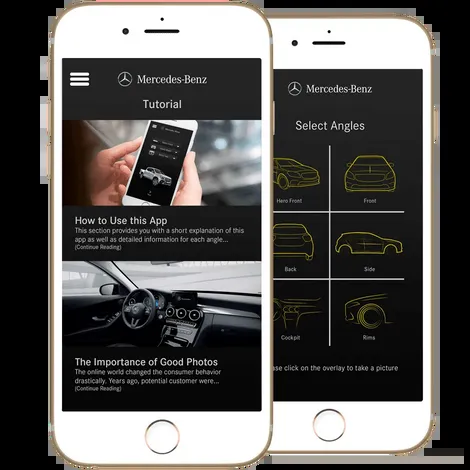 Mercedes-Benz
Tutorial
How to Use this App
This section provides you with a short explanation of this
app as well as detailed information for each angle...
(Continue Reading)
The Importance of Good Photos
The online world changed the consumer behavior
drastically. Years ago, potential customer were...
(Continue Reading)
Mercedes-Benz
Select Angles
Hero Front
Front
Back
Side
Cockpit
Rims
please click on the overlay to take a picture